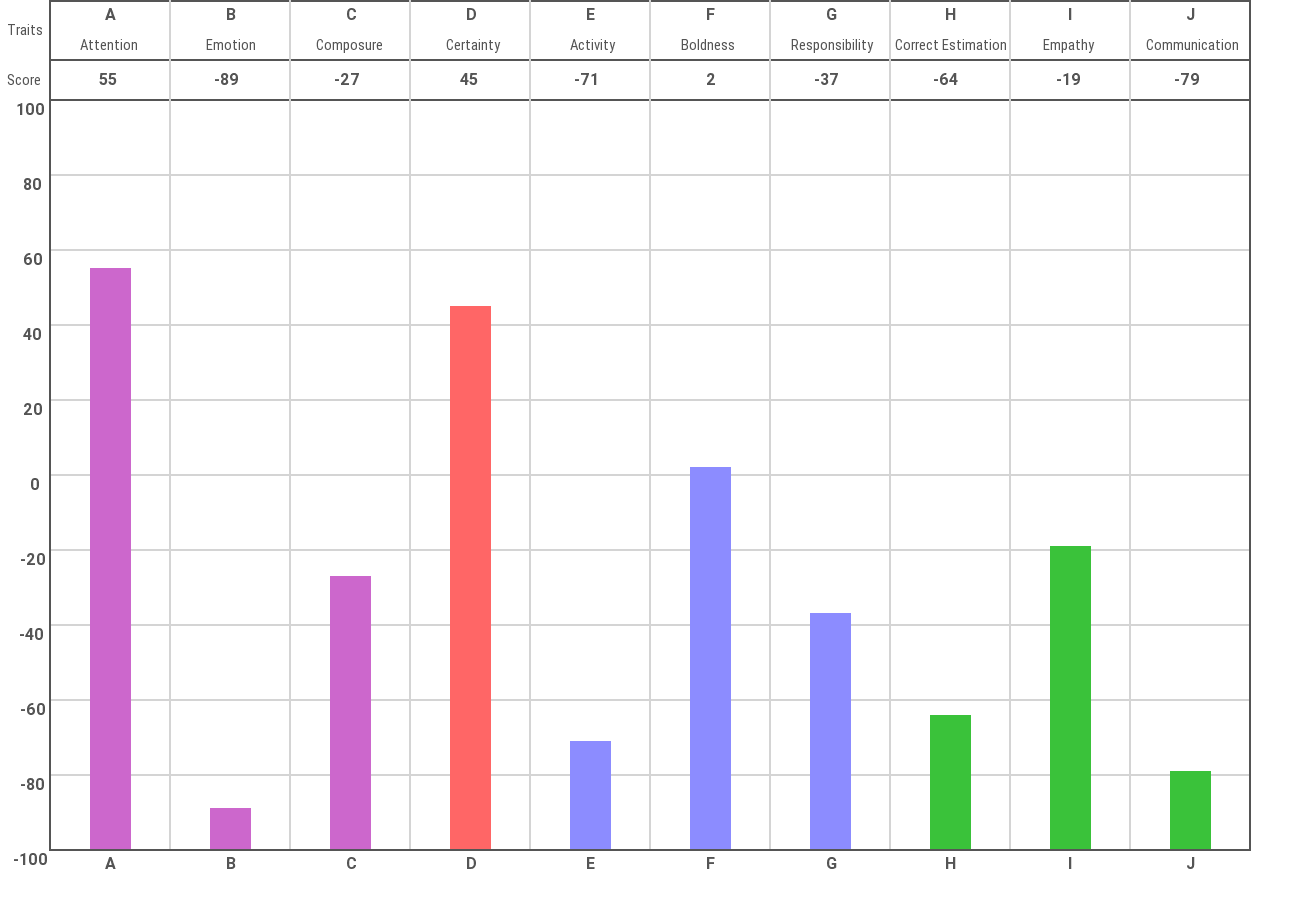 Traits
A B C D E F G H I J
Attention Emotion Composure Certainty Activity Boldness Responsibility Correct Estimation Empathy Communication
Score 55 -89 -27 45 -71 2 -37 -64 -19 -79
100
80
60
40
20
0
-20
-40
-60
-80
-100
A B C D E F G H I J